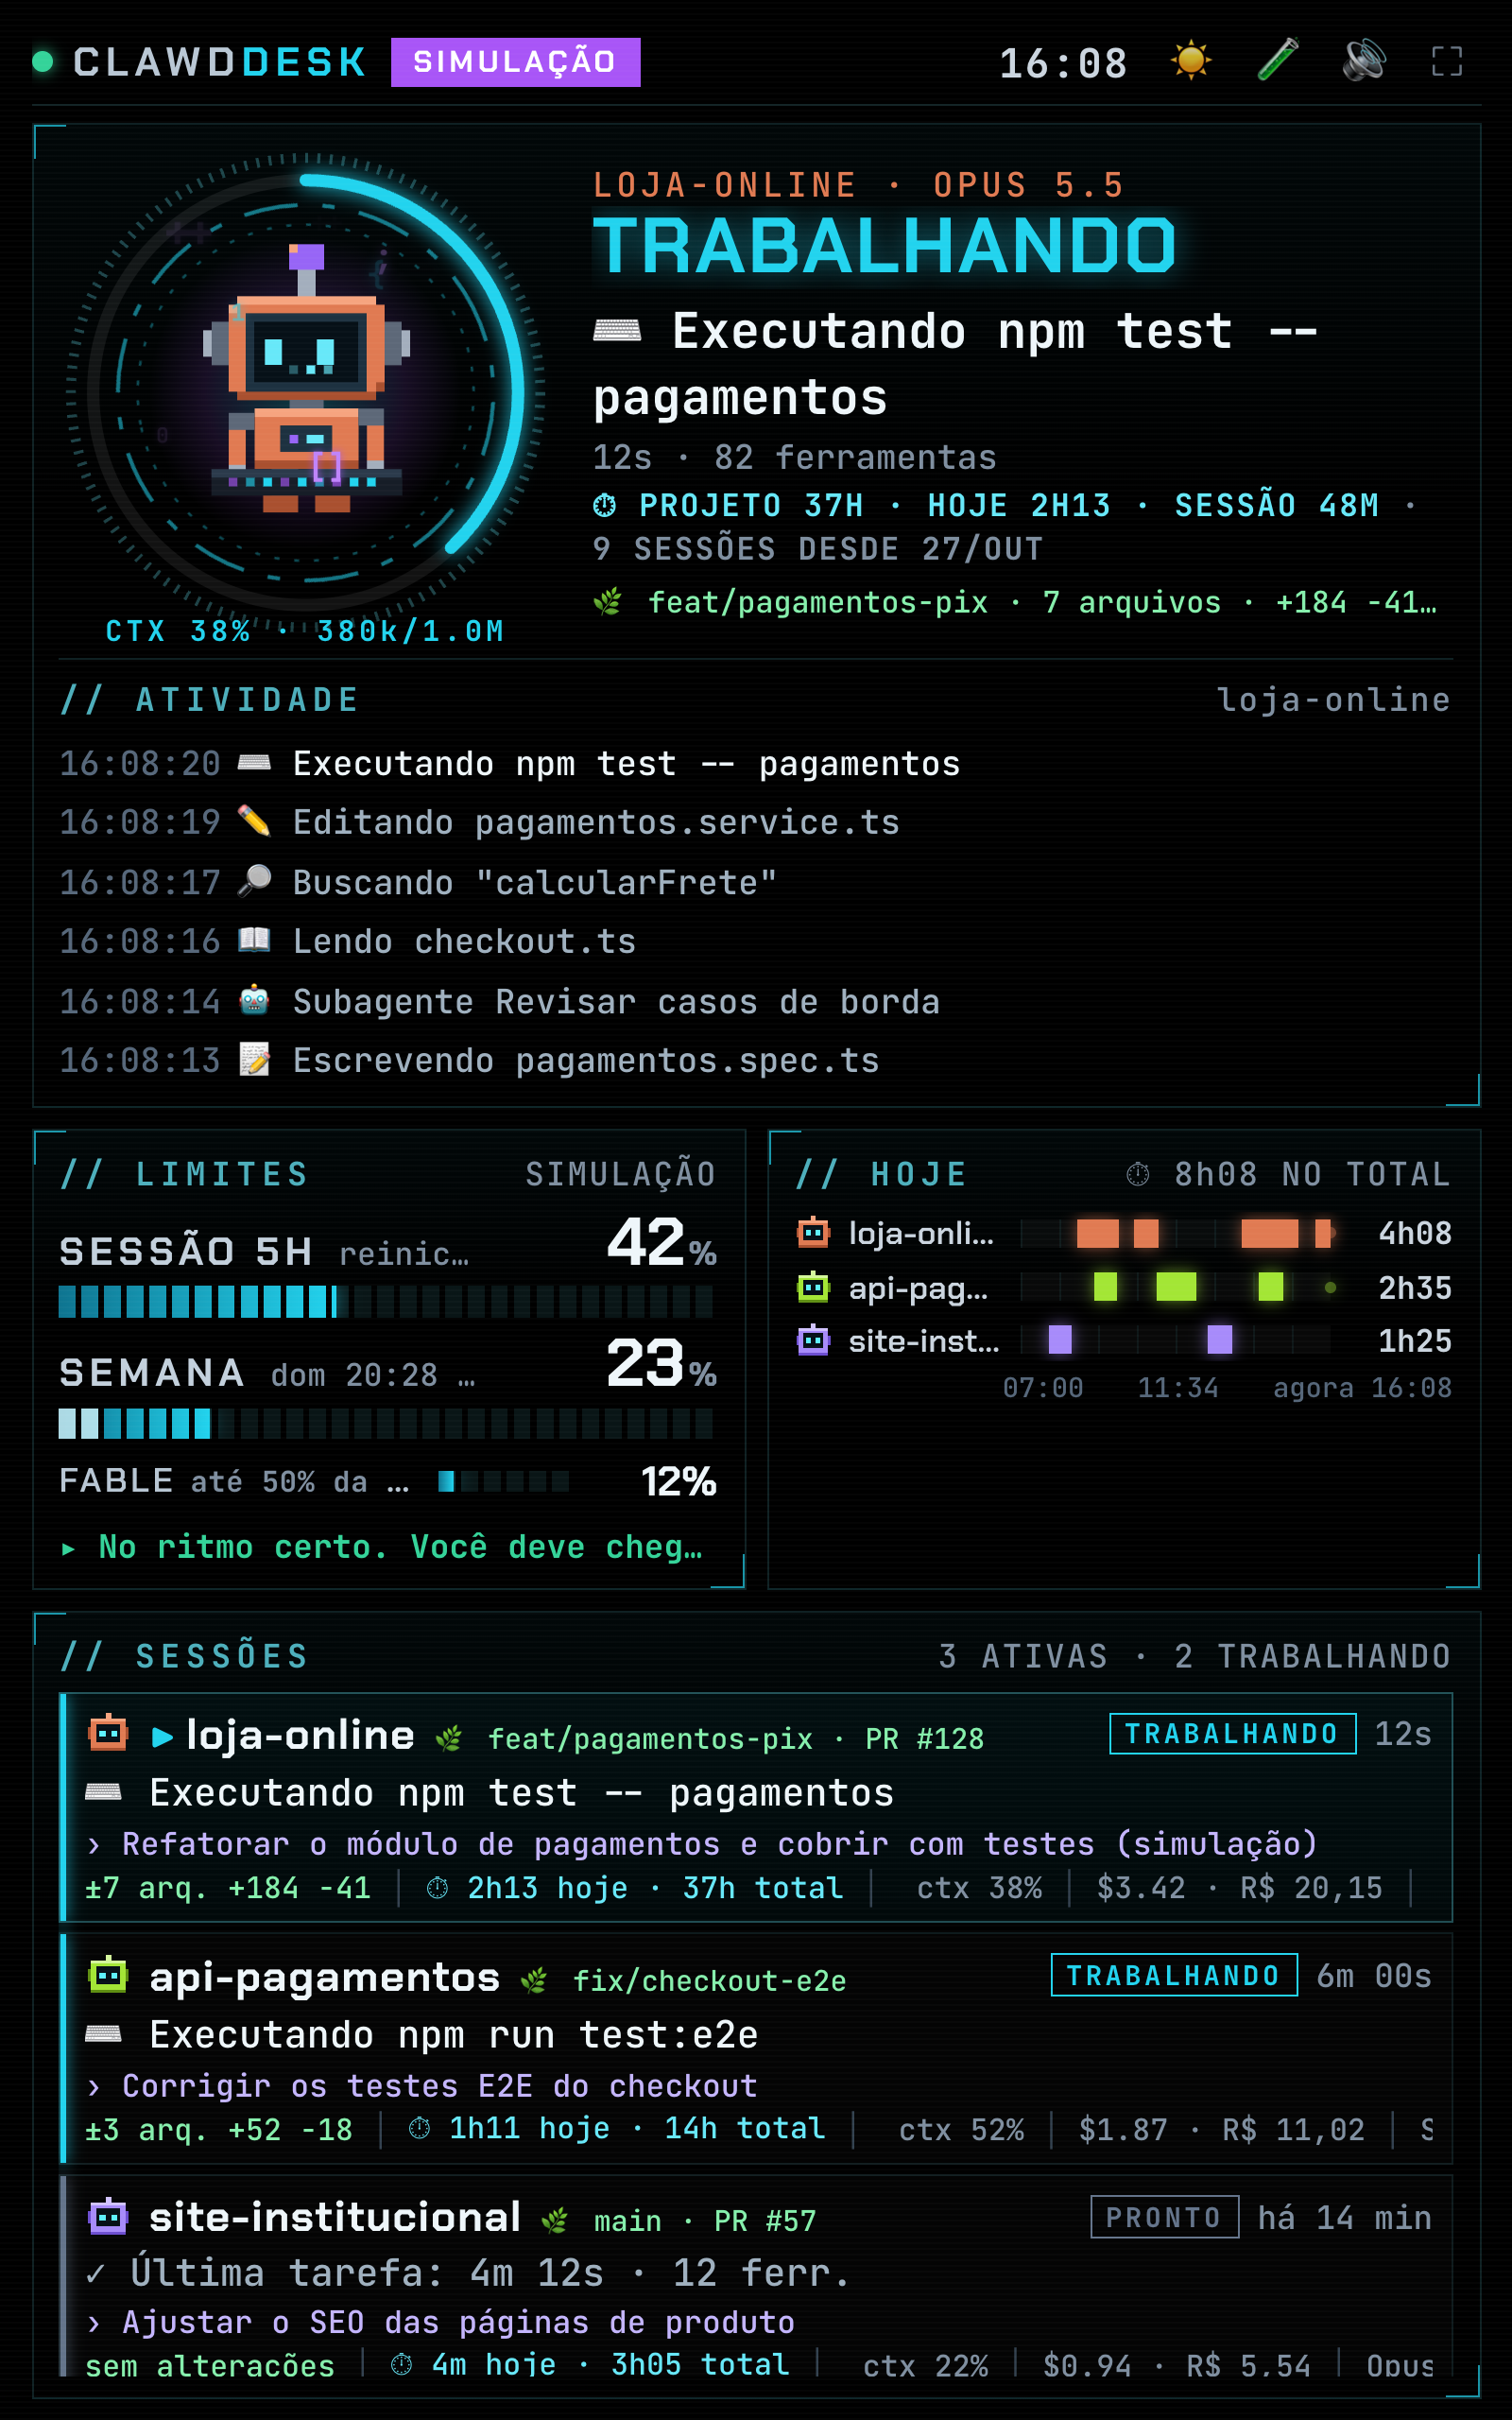 CLAWDDESK SIMULAÇÃO 16:08
LOJA-ONLINE · OPUS 5.5
TRABALHANDO
Executando npm test --
pagamentos
12s · 82 ferramentas
PROJETO 37H · HOJE 2H13 · SESSÃO 48M ·
9 SESSÕES DESDE 27/OUT
feat/pagamentos-pix · 7 arquivos · +184 -41…
CTX 38% · 380k/1.0M
// ATIVIDADE loja-online
16:08:20 Executando npm test -- pagamentos
16:08:19 Editando pagamentos.service.ts
16:08:17 Buscando "calcularFrete"
16:08:16 Lendo checkout.ts
16:08:14 Subagente Revisar casos de borda
16:08:13 Escrevendo pagamentos.spec.ts
// LIMITES SIMULAÇÃO
SESSÃO 5H reinic… 42%
SEMANA dom 20:28 … 23%
FABLE até 50% da … 12%
▸ No ritmo certo. Você deve cheg…
// HOJE ⏱ 8h08 NO TOTAL
loja-onli… 4h08
api-pag… 2h35
site-inst… 1h25
07:00 11:34 agora 16:08
// SESSÕES 3 ATIVAS · 2 TRABALHANDO
▶ loja-online feat/pagamentos-pix · PR #128 TRABALHANDO 12s
Executando npm test -- pagamentos
› Refatorar o módulo de pagamentos e cobrir com testes (simulação)
±7 arq. +184 -41 ⏱ 2h13 hoje · 37h total ctx 38% $3.42 · R$ 20,15
api-pagamentos fix/checkout-e2e TRABALHANDO 6m 00s
Executando npm run test:e2e
› Corrigir os testes E2E do checkout
±3 arq. +52 -18 ⏱ 1h11 hoje · 14h total ctx 52% $1.87 · R$ 11,02 S
site-institucional main · PR #57 PRONTO há 14 min
✓ Última tarefa: 4m 12s · 12 ferr.
› Ajustar o SEO das páginas de produto
sem alterações ⏱ 4m hoje · 3h05 total ctx 22% $0.94 · R$ 5,54 Opus